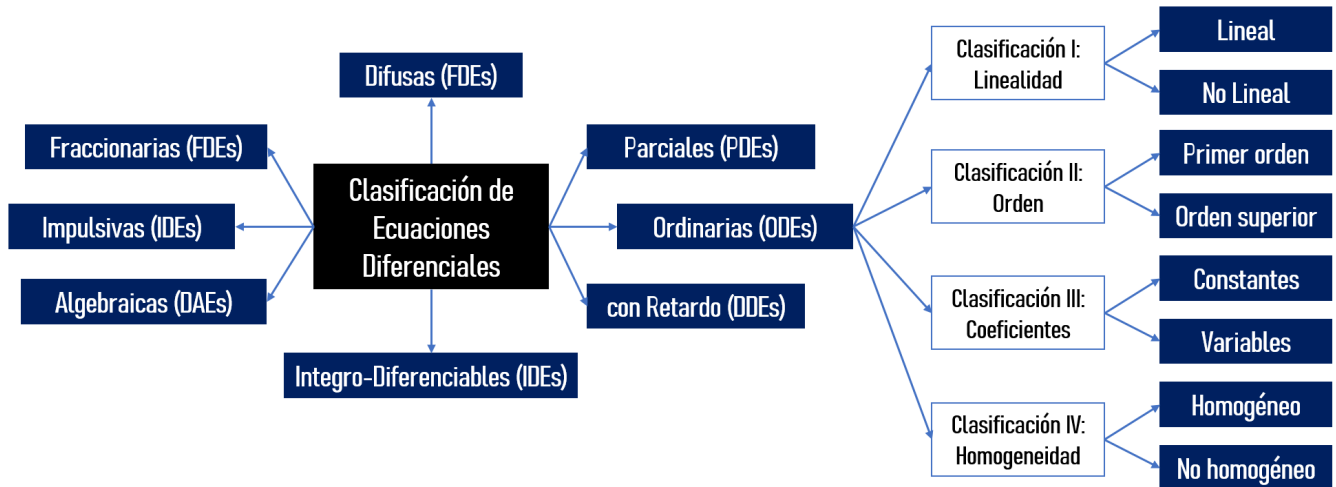 Difusas (FDEs)
Fraccionarias (FDEs)
Impulsivas (IDEs)
Algebraicas (DAEs)
Clasificación de
Ecuaciones
Diferenciales
Integro-Diferenciables (IDEs)
Parciales (PDEs)
Ordinarias (ODEs)
con Retardo (DDEs)
Clasificación I:
Linealidad
Lineal
No Lineal
Clasificación II:
Orden
Primer orden
Orden superior
Clasificación III:
Coeficientes
Constantes
Variables
Clasificación IV:
Homogeneidad
Homogéneo
No homogéneo